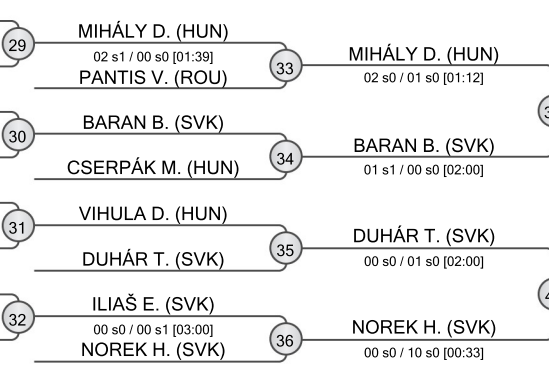 29
MIHÁLY D. (HUN)
02 s1 / 00 s0 [01:39]
PANTIS V. (ROU)
33
MIHÁLY D. (HUN)
02 s0 / 01 s0 [01:12]
30
BARAN B. (SVK)
CSERPÁK M. (HUN)
34
BARAN B. (SVK)
01 s1 / 00 s0 [02:00]
31
VIHULA D. (HUN)
DUHÁR T. (SVK)
35
DUHÁR T. (SVK)
00 s0 / 01 s0 [02:00]
32
ILIAŠ E. (SVK)
00 s0 / 00 s1 [03:00]
NOREK H. (SVK)
36
NOREK H. (SVK)
00 s0 / 10 s0 [00:33]